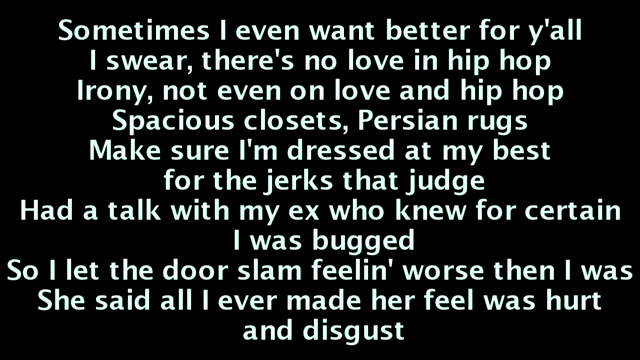 Sometimes I even want better for y'all
I swear, there's no love in hip hop
Irony, not even on love and hip hop
Spacious closets, Persian rugs
Make sure I'm dressed at my best
for the jerks that judge
Had a talk with my ex who knew for certain
I was bugged
So I let the door slam feelin' worse then I was
She said all I ever made her feel was hurt
and disgust